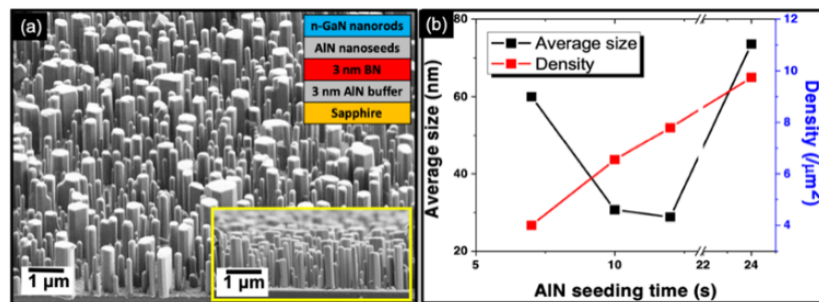 (a)
n-GaN nanorods
AlN nanoseeds
3 nm BN
3 nm AlN buffer
Sapphire
1 μm
1 μm
(b)
Average size
Density
Average size (nm)
80
60
40
20
Density (/μm²)
12
10
8
6
4
5
10
22
24
AlN seeding time (s)